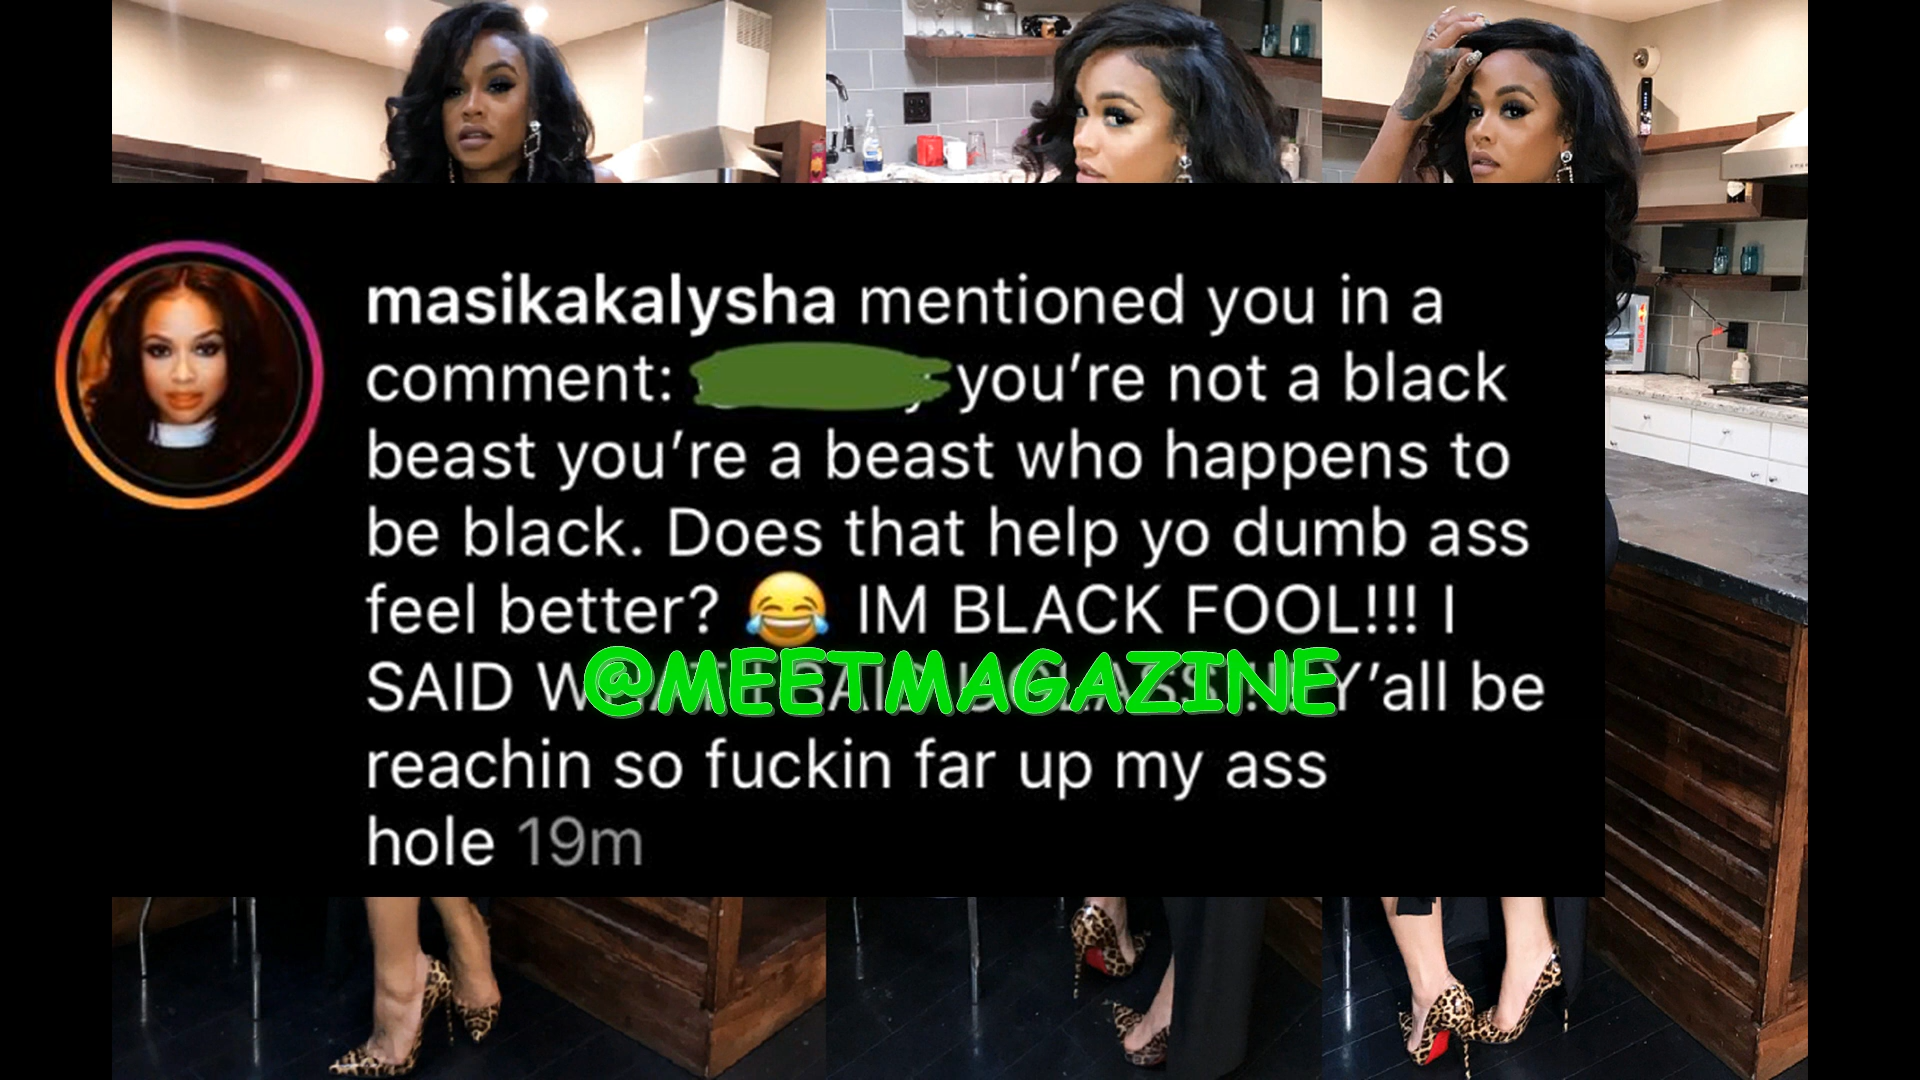 masikakalysha mentioned you in a
comment: you’re not a black
beast you’re a beast who happens to
be black. Does that help yo dumb ass
feel better? 😂 IM BLACK FOOL!!! I
SAID Y’all be
@MEETMAGAZINE
reachin so fuckin far up my ass
hole 19m